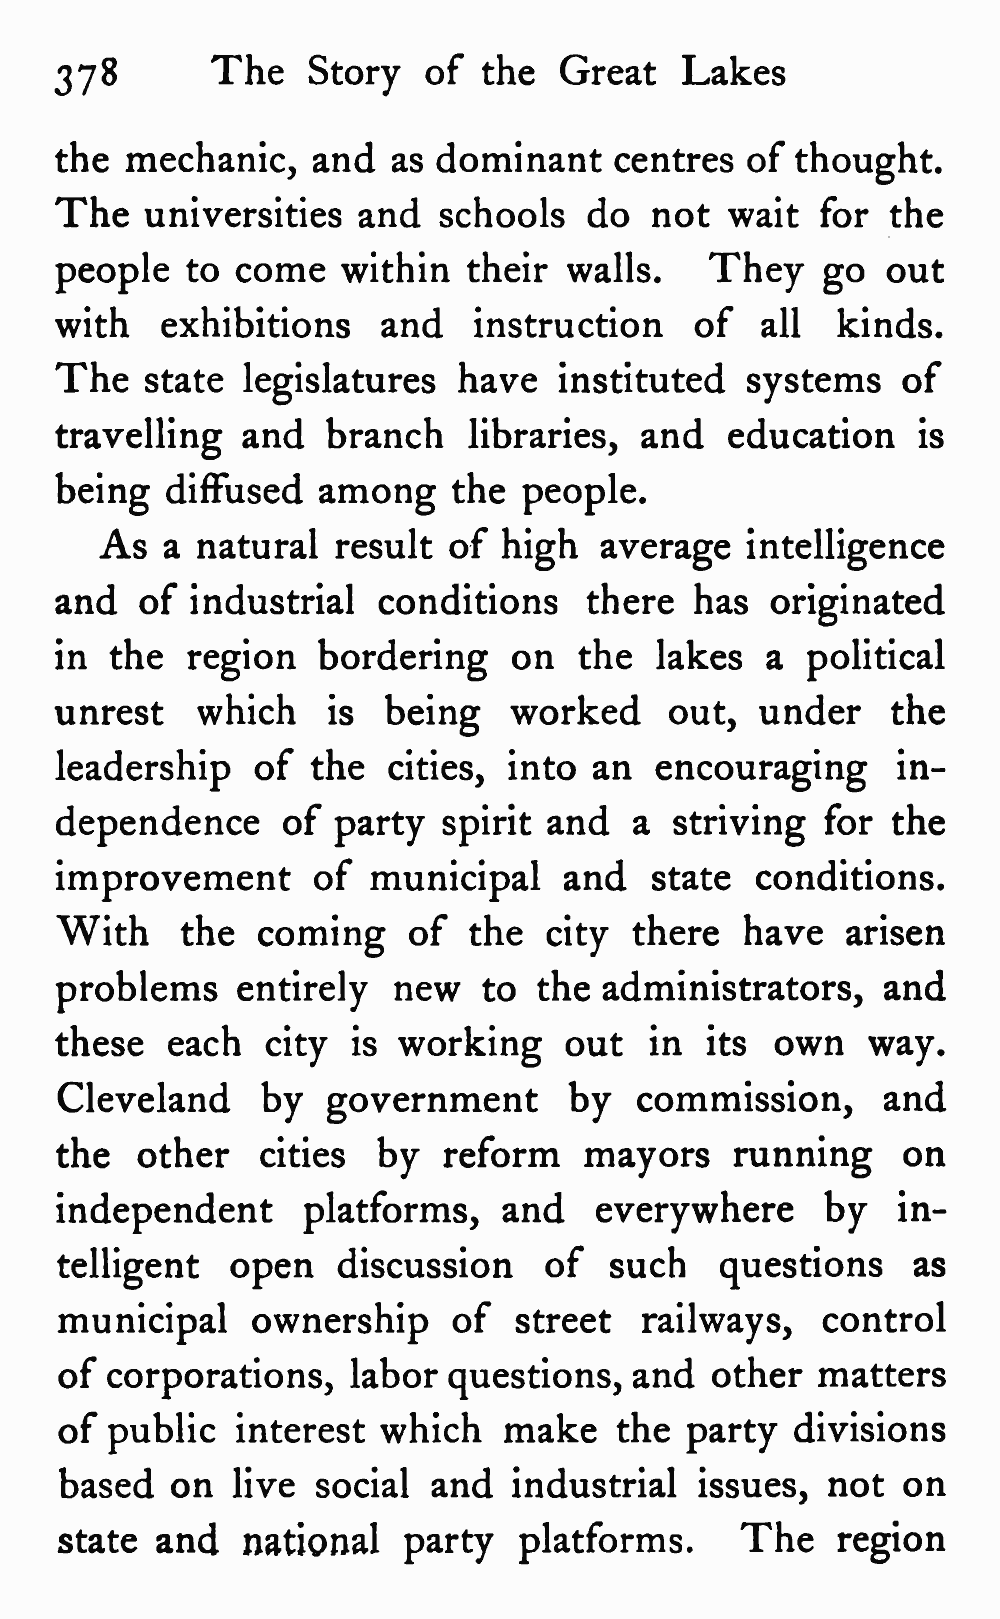 378 The Story of the Great Lakes
the mechanic, and as dominant centres of thought.
The universities and schools do not wait for the
people to come within their walls. They go out
with exhibitions and instruction of all kinds.
The state legislatures have instituted systems of
travelling and branch libraries, and education is
being diffused among the people.
As a natural result of high average intelligence
and of industrial conditions there has originated
in the region bordering on the lakes a political
unrest which is being worked out, under the
leadership of the cities, into an encouraging in-
dependence of party spirit and a striving for the
improvement of municipal and state conditions.
With the coming of the city there have arisen
problems entirely new to the administrators, and
these each city is working out in its own way.
Cleveland by government by commission, and
the other cities by reform mayors running on
independent platforms, and everywhere by in-
telligent open discussion of such questions as
municipal ownership of street railways, control
of corporations, labor questions, and other matters
of public interest which make the party divisions
based on live social and industrial issues, not on
state and national party platforms. The region